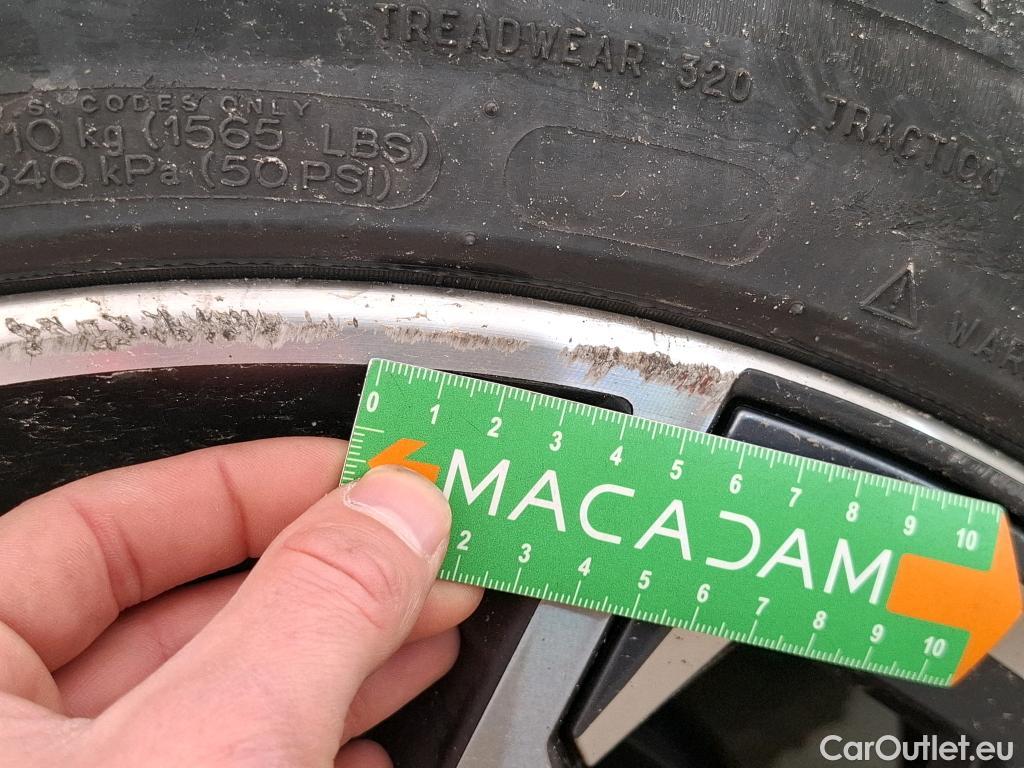 TREADWEAR 320
TRACTION
.S. CODES ONLY
10 kg (1565 LBS)
340 kPa (50 PSI)
WAR
0 1 2 3 4 5 6 7 8 9 10
MACADAM
2 3 4 5 6 7 8 9 10
CarOutlet.eu